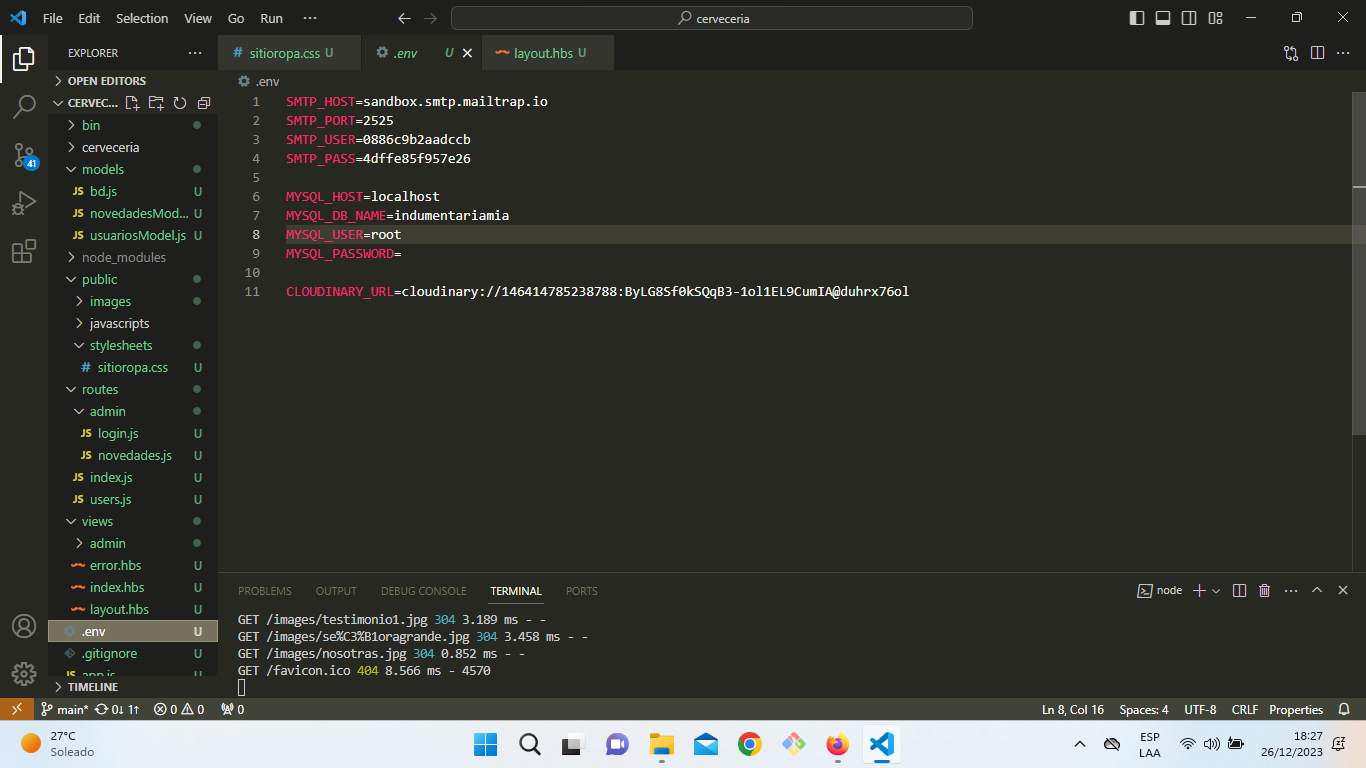 File Edit Selection View Go Run ··· cerveceria
EXPLORER ···
sitioropa.css U
.env U
layout.hbs U
OPEN EDITORS
CERVEC...
bin
cerveceria
models
JS bd.js U
JS novedadesMod... U
JS usuariosModel.js U
node_modules
public
images
javascripts
stylesheets
# sitioropa.css U
routes
admin
JS login.js U
JS novedades.js U
JS index.js U
JS users.js U
views
admin
error.hbs U
index.hbs U
layout.hbs U
.env U
.gitignore U
JS app.js U
TIMELINE
.env
1 SMTP_HOST=sandbox.smtp.mailtrap.io
2 SMTP_PORT=2525
3 SMTP_USER=0886c9b2aadccb
4 SMTP_PASS=4dffe85f957e26
5
6 MYSQL_HOST=localhost
7 MYSQL_DB_NAME=indumentariamia
8 MYSQL_USER=root
9 MYSQL_PASSWORD=
10
11 CLOUDINARY_URL=cloudinary://146414785238788:ByLG8Sf0kSQqB3-1ol1EL9CumIA@duhrx76ol
PROBLEMS OUTPUT DEBUG CONSOLE TERMINAL PORTS
node
GET /images/testimonio1.jpg 304 3.189 ms - -
GET /images/se%C3%B1oragrande.jpg 304 3.458 ms - -
GET /images/nosotras.jpg 304 0.852 ms - -
GET /favicon.ico 404 8.566 ms - 4570
41
main* 0↓ 1↑ 0 0 0
Ln 8, Col 16 Spaces: 4 UTF-8 CRLF Properties
27°C
Soleado
ESP
LAA
18:27
26/12/2023